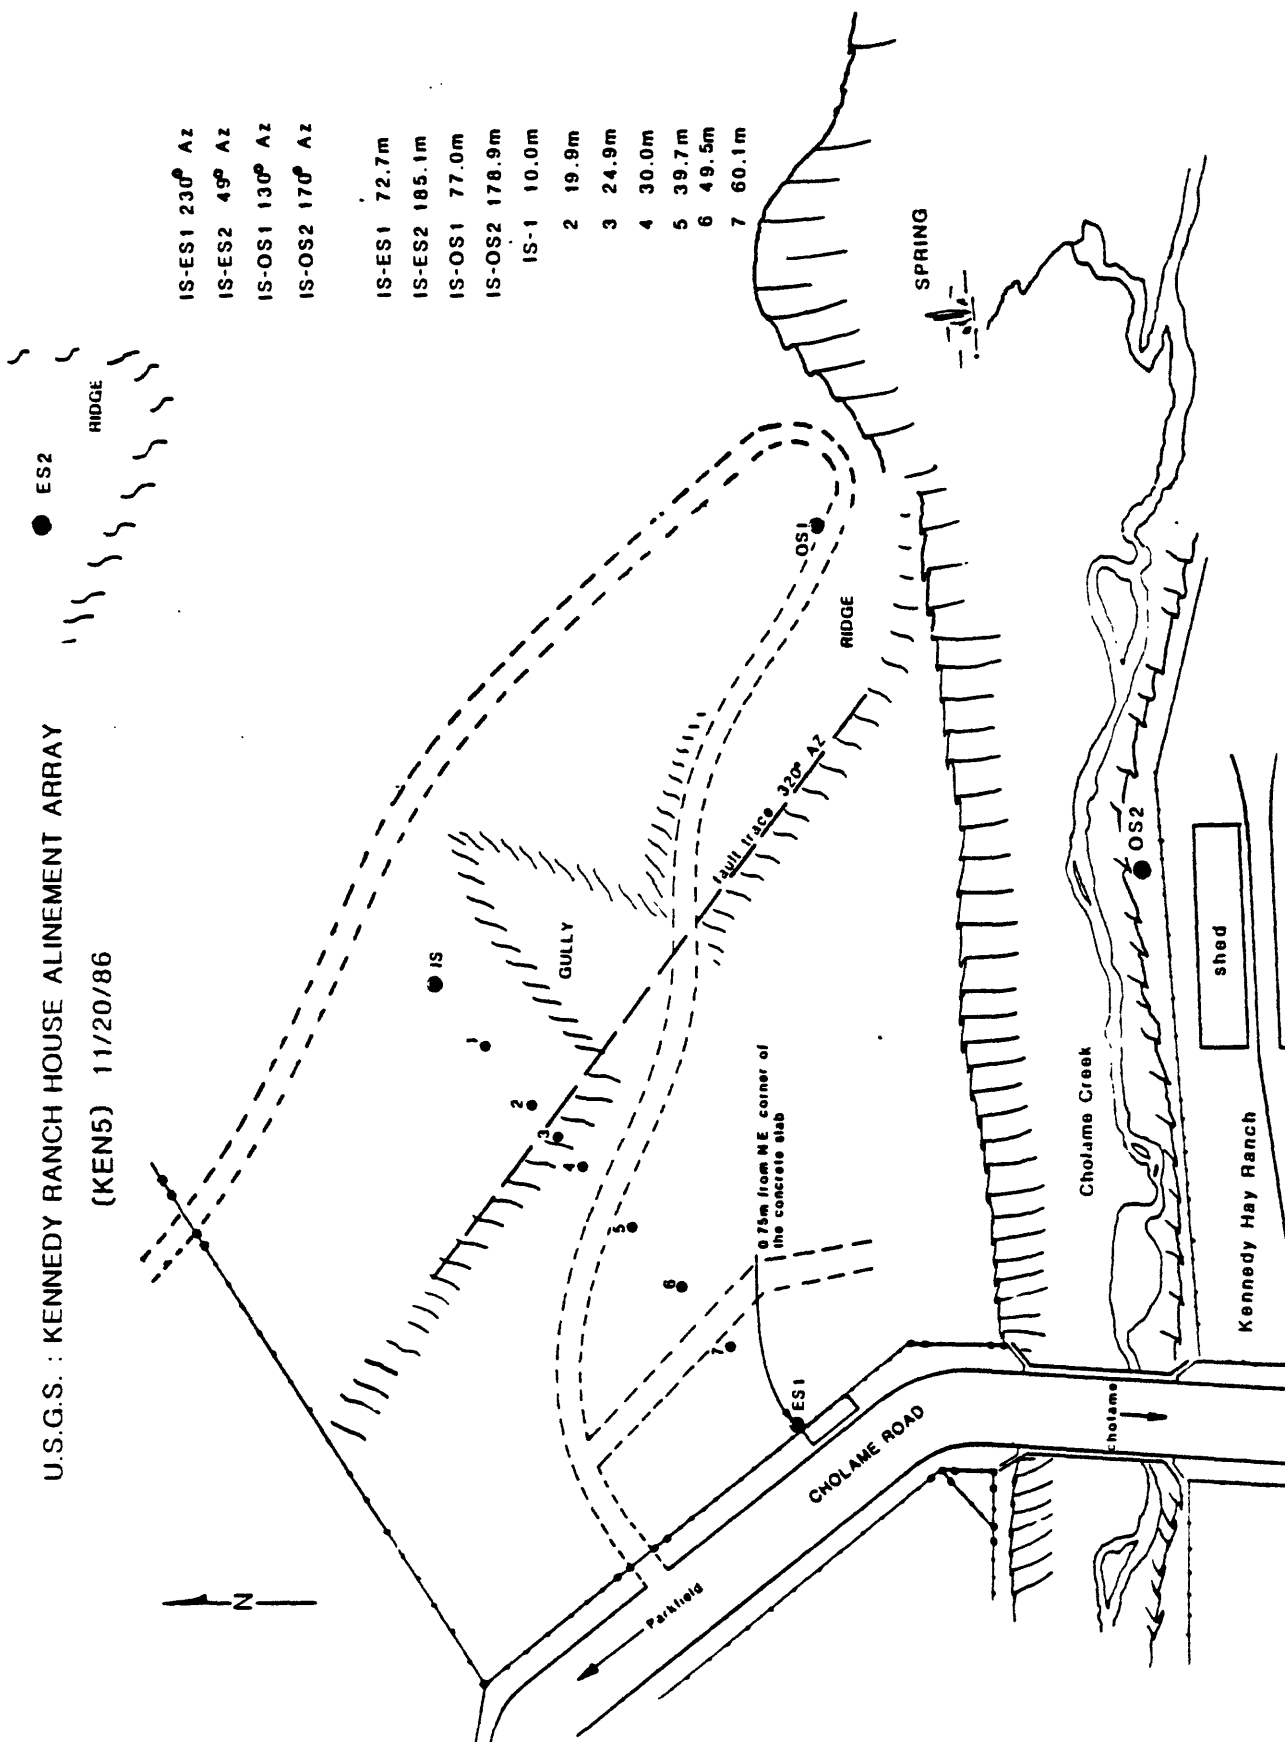 U.S.G.S. : KENNEDY RANCH HOUSE ALINEMENT ARRAY
(KEN5) 11/20/86
IS-ES1 230° Az
IS-ES2 49° Az
IS-OS1 130° Az
IS-OS2 170° Az
IS-ES1 72.7m
IS-ES2 185.1m
IS-OS1 77.0m
IS-OS2 178.9m
IS-1 10.0m
2 19.9m
3 24.9m
4 30.0m
5 39.7m
6 49.5m
7 60.1m
ES2
RIDGE
N
IS
1
2
3
4
5
6
7
GULLY
fault trace 320° Az
OS1
RIDGE
SPRING
0.75m from NE corner of
the concrete slab
ES1
Parkfield
CHOLAME ROAD
cholame
Cholame Creek
OS2
shed
Kennedy Hay Ranch